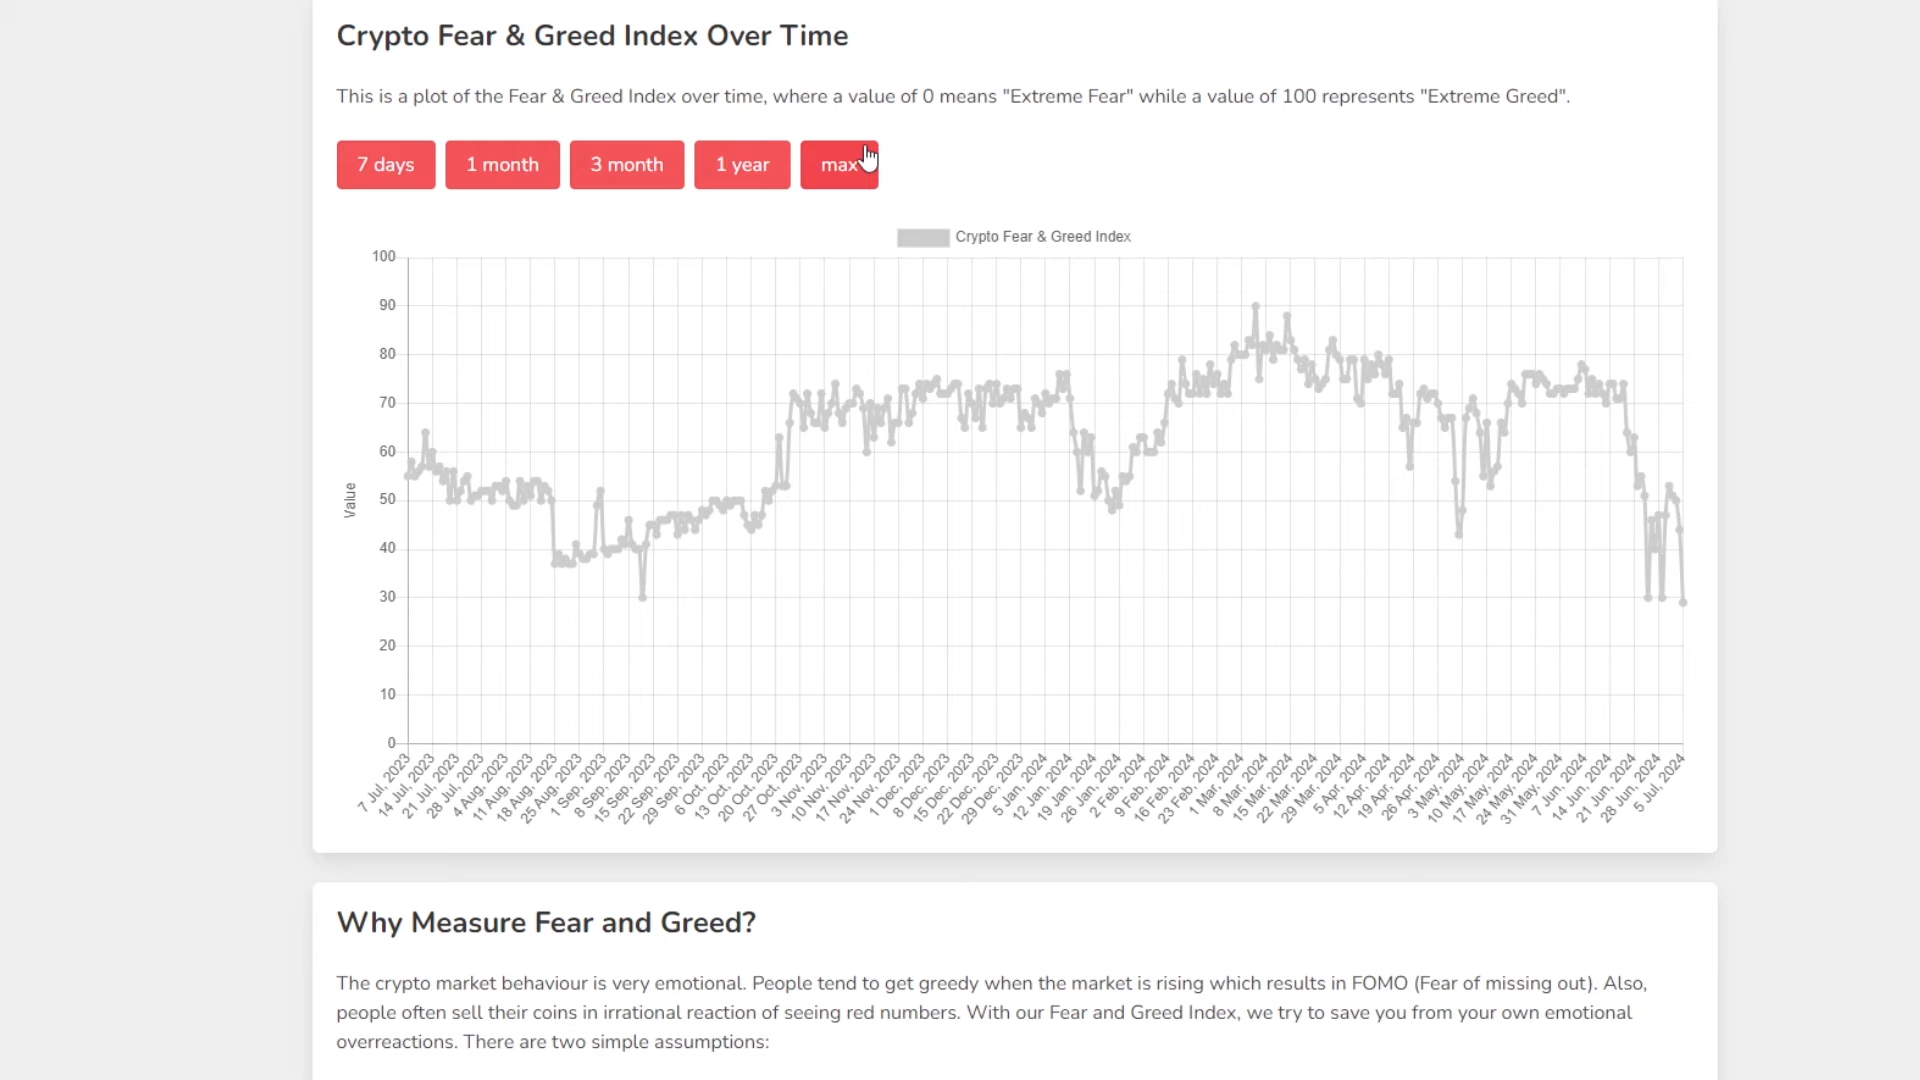 Crypto Fear & Greed Index Over Time
This is a plot of the Fear & Greed Index over time, where a value of 0 means "Extreme Fear" while a value of 100 represents "Extreme Greed".
7 days 1 month 3 month 1 year max
Crypto Fear & Greed Index
100
90
80
70
60
50
40
30
20
10
0
Value
7 Jul, 2023
14 Jul, 2023
21 Jul, 2023
28 Jul, 2023
4 Aug, 2023
11 Aug, 2023
18 Aug, 2023
25 Aug, 2023
1 Sep, 2023
8 Sep, 2023
15 Sep, 2023
22 Sep, 2023
29 Sep, 2023
6 Oct, 2023
13 Oct, 2023
20 Oct, 2023
27 Oct, 2023
3 Nov, 2023
10 Nov, 2023
17 Nov, 2023
24 Nov, 2023
1 Dec, 2023
8 Dec, 2023
15 Dec, 2023
22 Dec, 2023
29 Dec, 2023
5 Jan, 2024
12 Jan, 2024
19 Jan, 2024
26 Jan, 2024
2 Feb, 2024
9 Feb, 2024
16 Feb, 2024
23 Feb, 2024
1 Mar, 2024
8 Mar, 2024
15 Mar, 2024
22 Mar, 2024
29 Mar, 2024
5 Apr, 2024
12 Apr, 2024
19 Apr, 2024
26 Apr, 2024
3 May, 2024
10 May, 2024
17 May, 2024
24 May, 2024
31 May, 2024
7 Jun, 2024
14 Jun, 2024
21 Jun, 2024
28 Jun, 2024
5 Jul, 2024
Why Measure Fear and Greed?
The crypto market behaviour is very emotional. People tend to get greedy when the market is rising which results in FOMO (Fear of missing out). Also,
people often sell their coins in irrational reaction of seeing red numbers. With our Fear and Greed Index, we try to save you from your own emotional
overreactions. There are two simple assumptions: